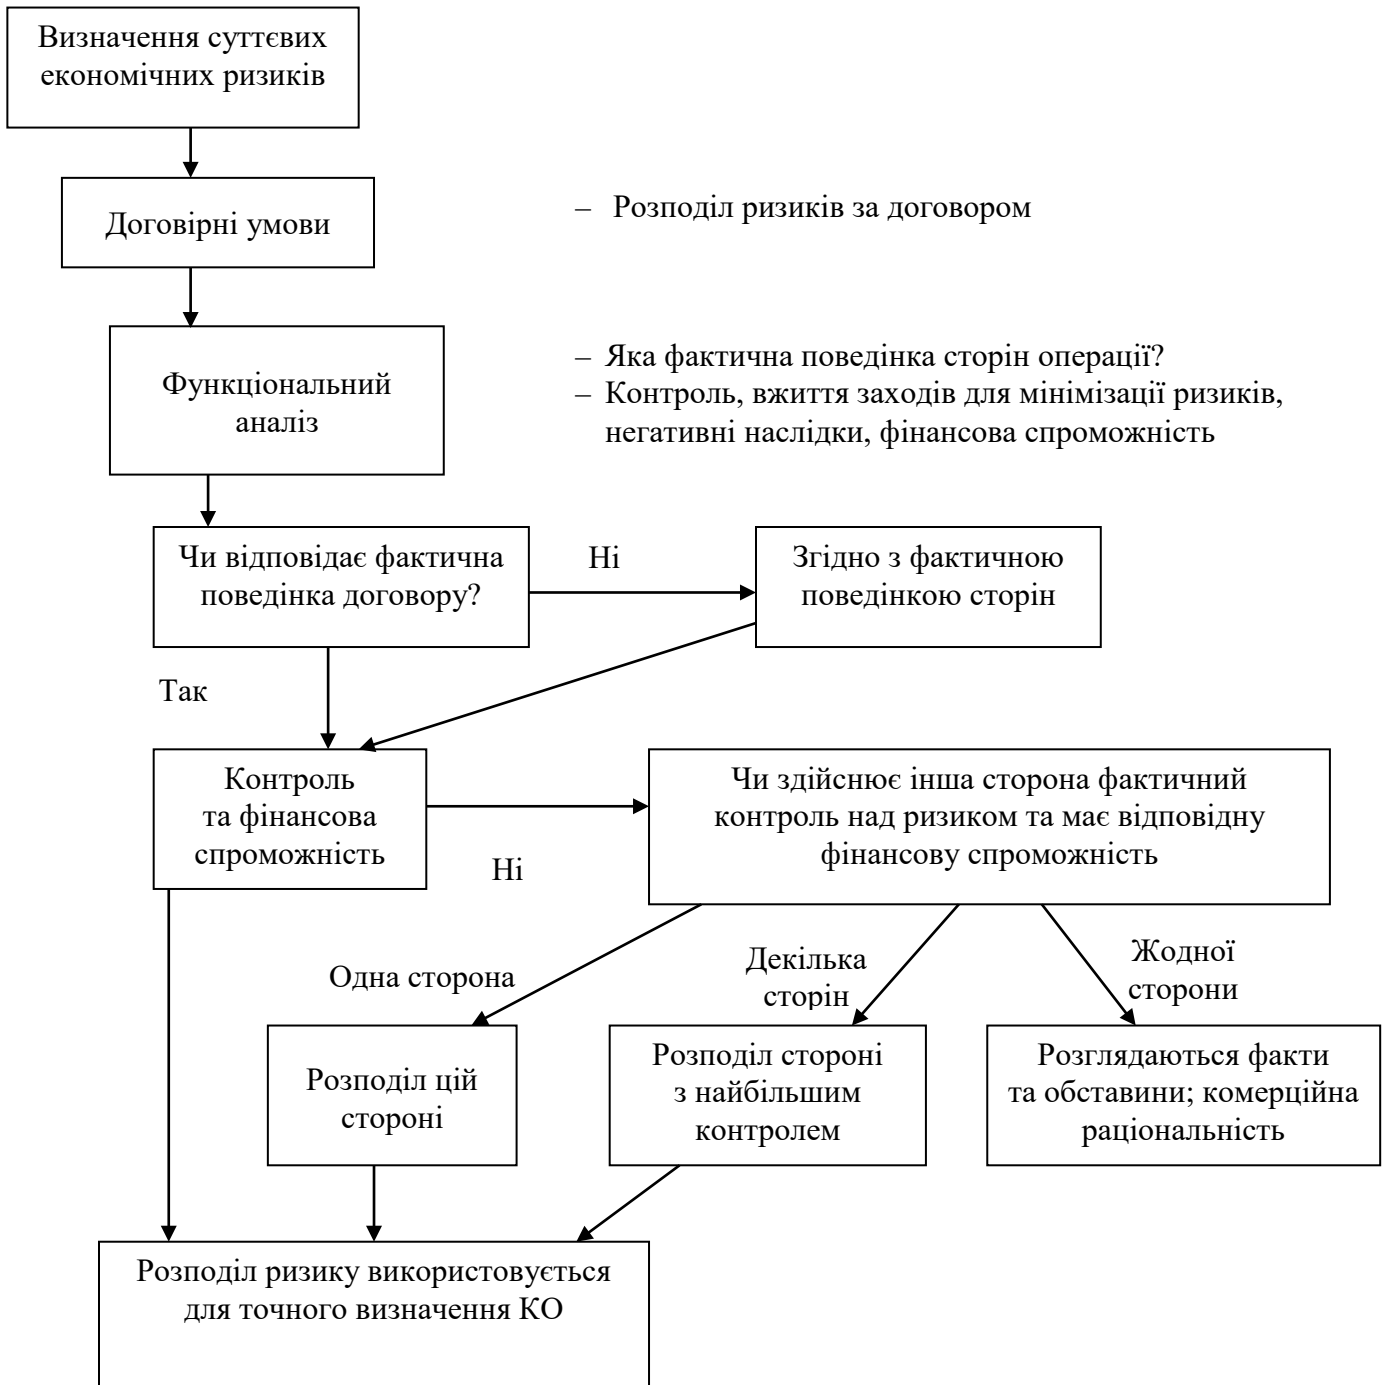 Визначення суттєвих
економічних ризиків
Договірні умови
– Розподіл ризиків за договором
Функціональний
аналіз
– Яка фактична поведінка сторін операції?
– Контроль, вжиття заходів для мінімізації ризиків,
негативні наслідки, фінансова спроможність
Чи відповідає фактична
поведінка договору?
Ні
Згідно з фактичною
поведінкою сторін
Так
Контроль
та фінансова
спроможність
Ні
Чи здійснює інша сторона фактичний
контроль над ризиком та має відповідну
фінансову спроможність
Одна сторона
Декілька
сторін
Жодної
сторони
Розподіл цій
стороні
Розподіл стороні
з найбільшим
контролем
Розглядаються факти
та обставини; комерційна
раціональність
Розподіл ризику використовується
для точного визначення КО